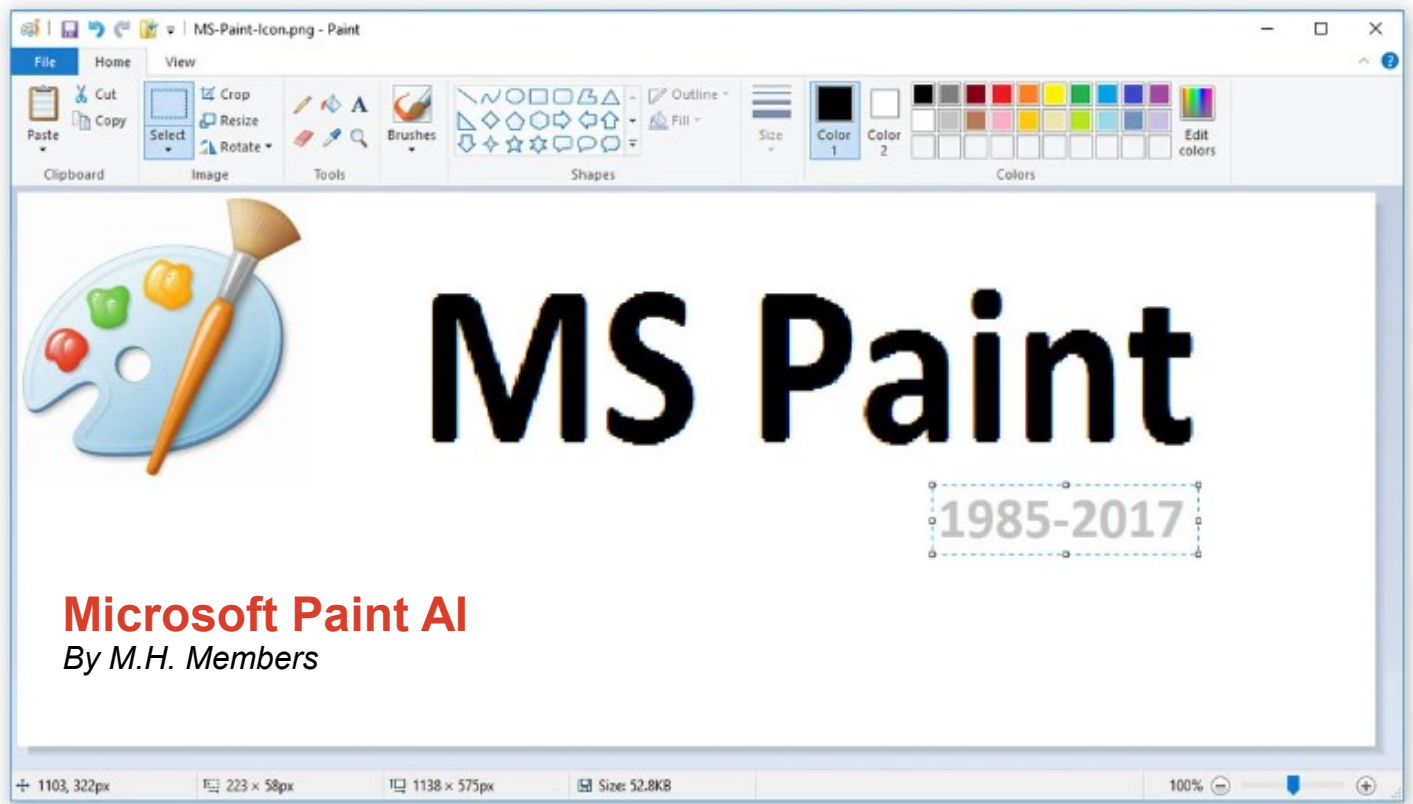 MS-Paint-Icon.png - Paint
File Home View
Paste
Cut
Copy
Clipboard
Select
Crop
Resize
Rotate
Image
A
Tools
Brushes
Outline
Fill
Shapes
Size
Color 1
Color 2
Edit colors
Colors
MS Paint
1985-2017
Microsoft Paint AI
By M.H. Members
1103, 322px 223 × 58px 1138 × 575px Size: 52.8KB 100%